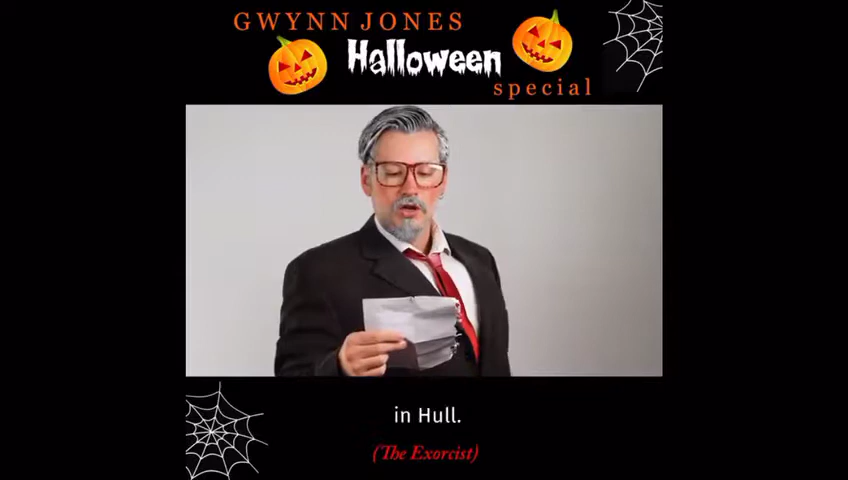 GWYNN JONES
Halloween
special
in Hull.
(The Exorcist)